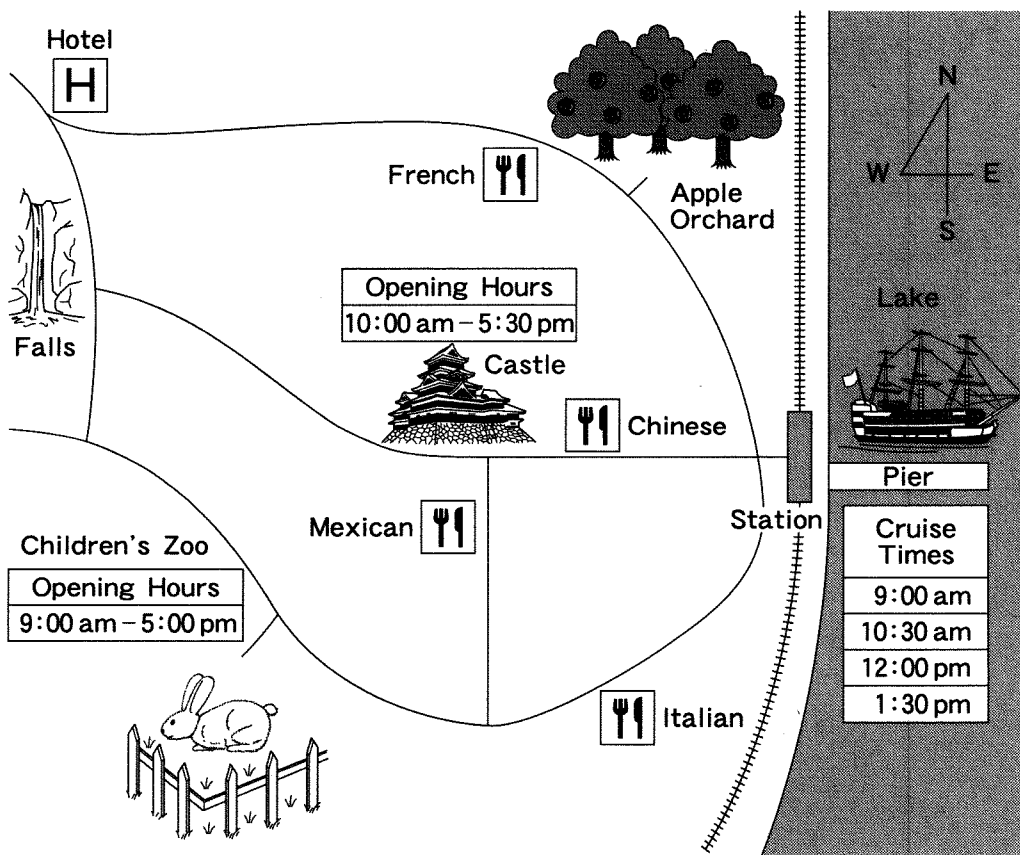 Hotel
H
French
Apple
Orchard
N
W
E
S
Lake
Opening Hours
10:00 am – 5:30 pm
Falls
Castle
Chinese
Pier
Mexican
Station
Cruise
Times
9:00 am
10:30 am
12:00 pm
1:30 pm
Children's Zoo
Opening Hours
9:00 am – 5:00 pm
Italian